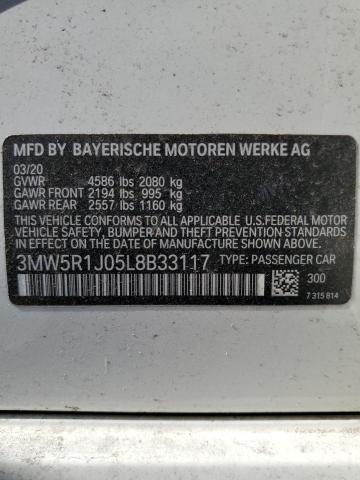 MFD BY BAYERISCHE MOTOREN WERKE AG
03/20
GVWR 4586 lbs 2080 kg
GAWR FRONT 2194 lbs 995 kg
GAWR REAR 2557 lbs 1160 kg
THIS VEHICLE CONFORMS TO ALL APPLICABLE U.S.FEDERAL MOTOR
VEHICLE SAFETY, BUMPER, AND THEFT PREVENTION STANDARDS
IN EFFECT ON THE DATE OF MANUFACTURE SHOWN ABOVE.
3MW5R1J05L8B33117 TYPE: PASSENGER CAR
300
7 315 814